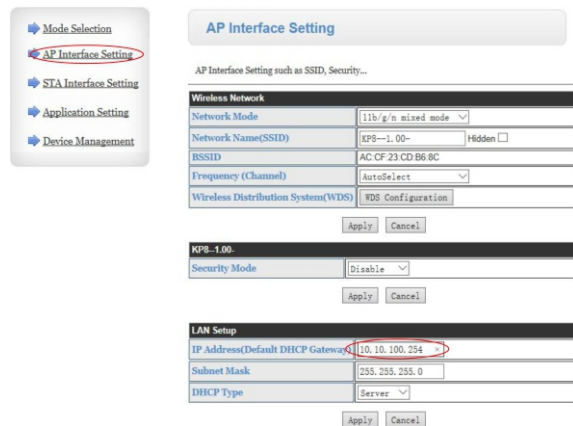 Mode Selection
AP Interface Setting
STA Interface Setting
Application Setting
Device Management
AP Interface Setting
AP Interface Setting such as SSID, Security...
Wireless Network
Network Mode 11b/g/n mixed mode
Network Name(SSID) KP8--1.00- Hidden
BSSID AC:CF:23:CD:B6:8C
Frequency (Channel) AutoSelect
Wireless Distribution System(WDS) WDS Configuration
Apply Cancel
KP8--1.00-
Security Mode Disable
Apply Cancel
LAN Setup
IP Address(Default DHCP Gateway) 10.10.100.254 ×
Subnet Mask 255.255.255.0
DHCP Type Server
Apply Cancel